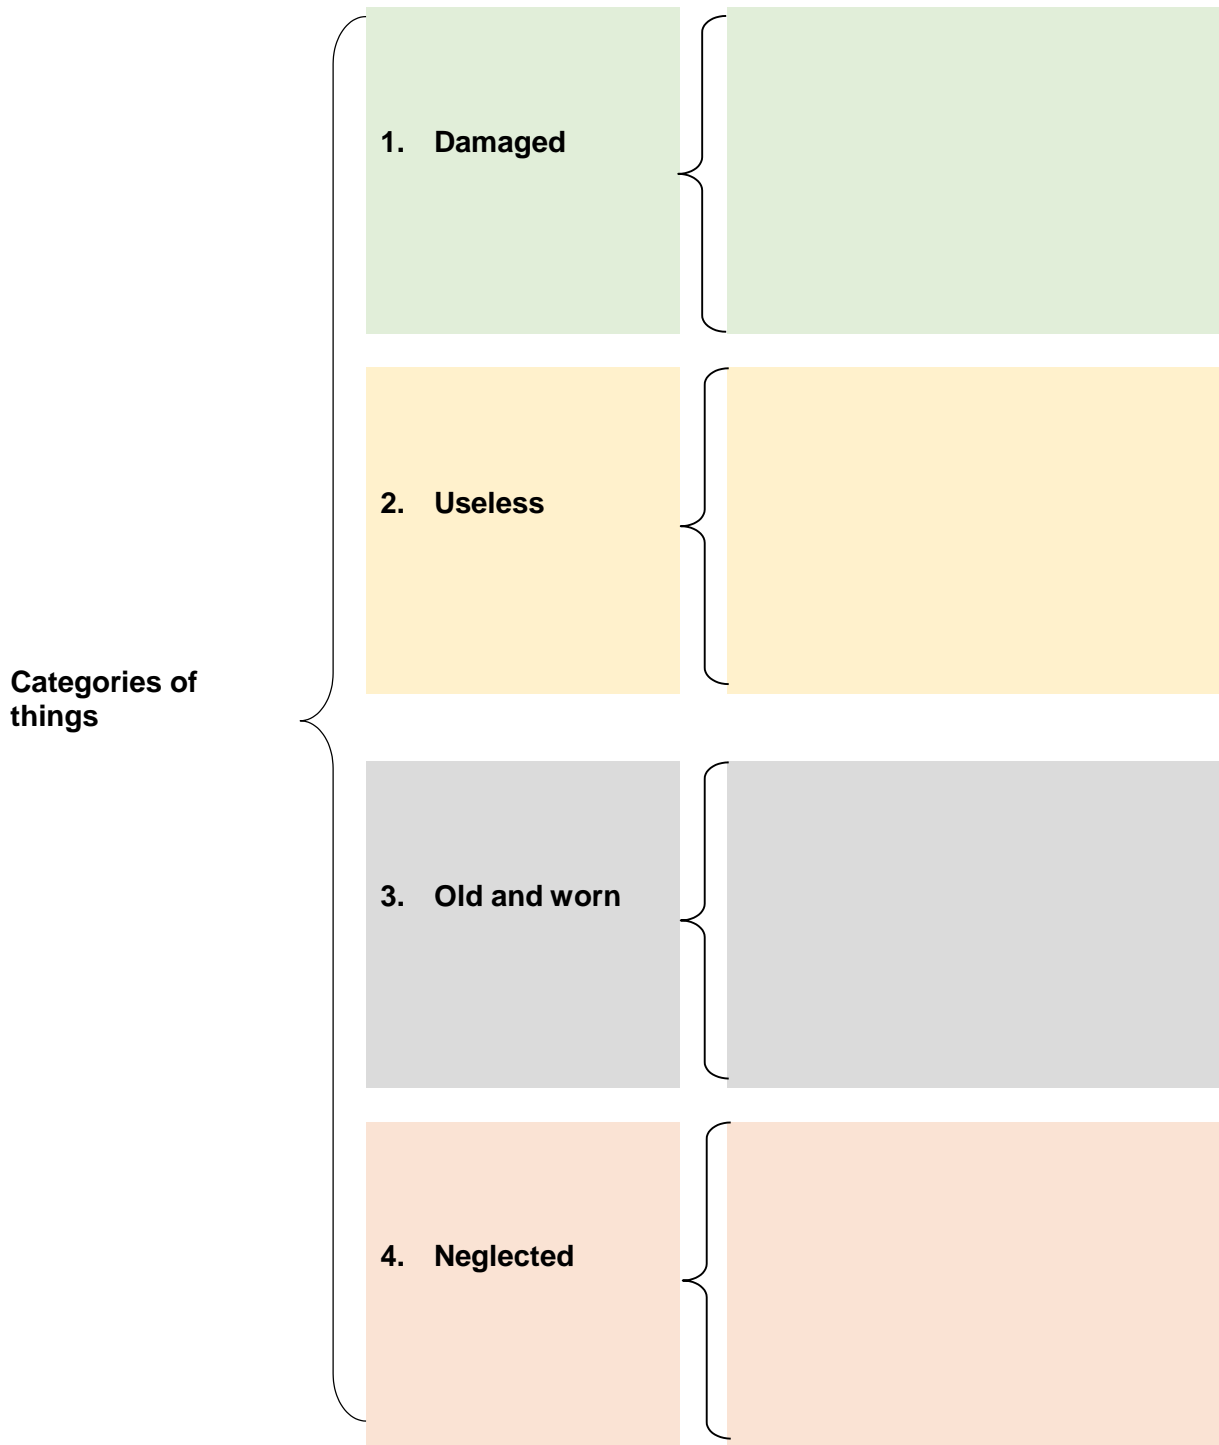 1. Damaged
2. Useless
Categories of
things
3. Old and worn
4. Neglected